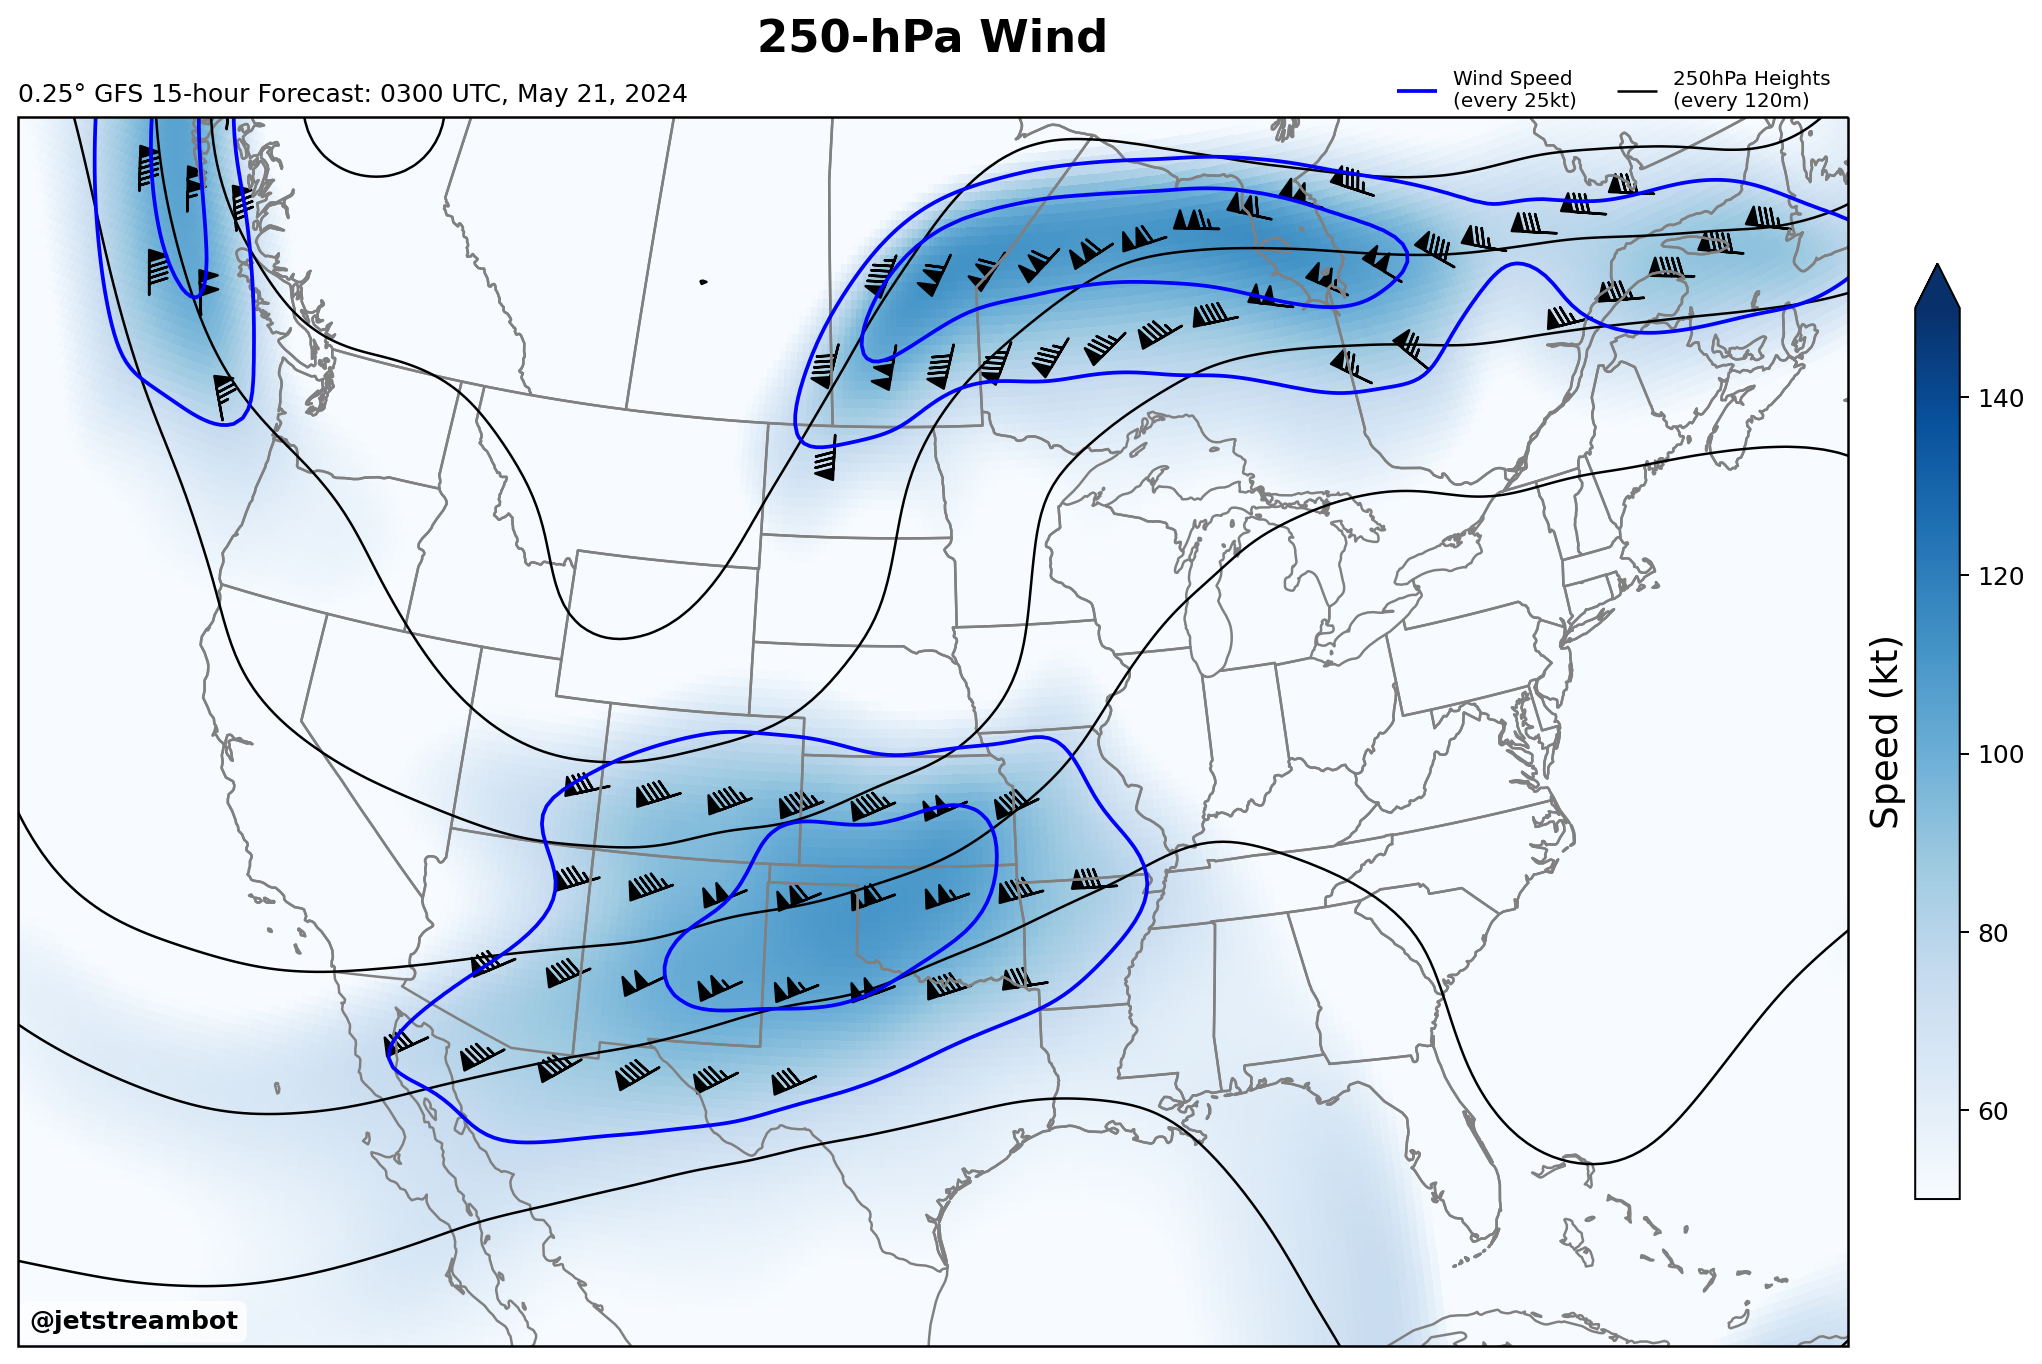 250-hPa Wind
0.25° GFS 15-hour Forecast: 0300 UTC, May 21, 2024
Wind Speed
(every 25kt)
250hPa Heights
(every 120m)
140
120
100
80
60
Speed (kt)
@jetstreambot